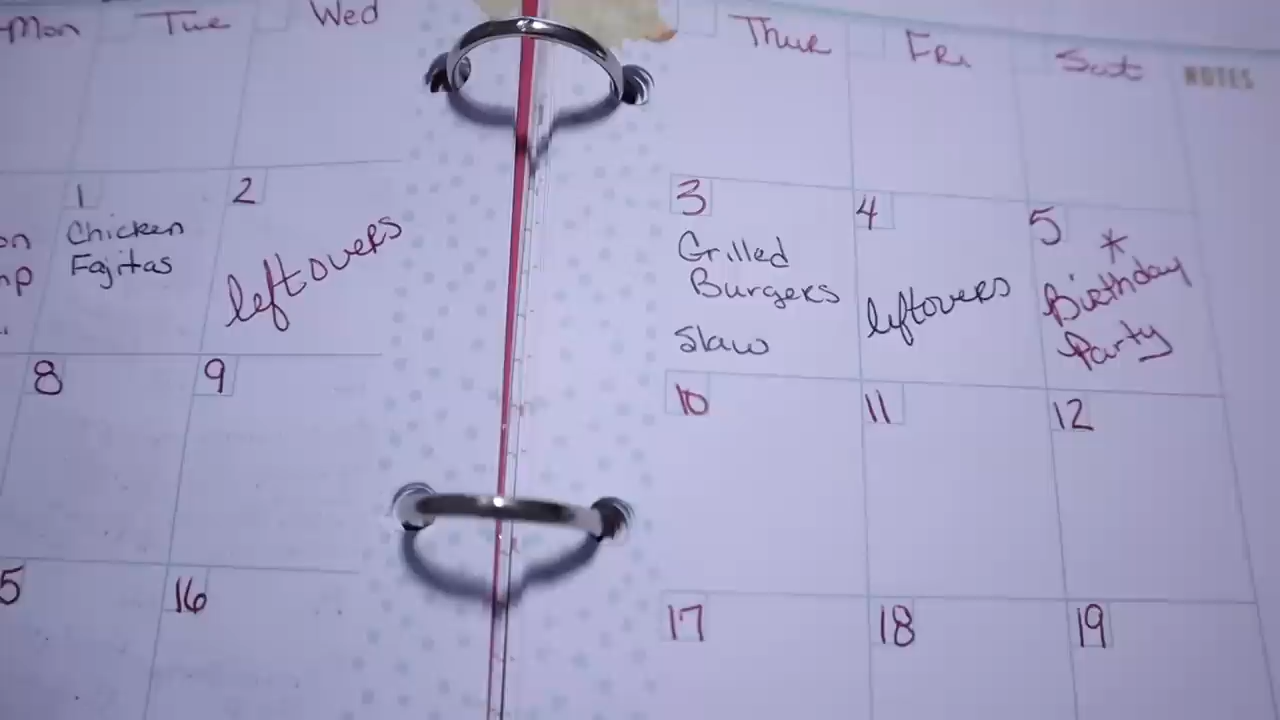 Mon Tue Wed Thur Fri Sat NOTES
1 2 3 4 5 *
Chicken
Fajitas
leftovers
Grilled
Burgers
Slaw
leftovers
Birthday
Party
8 9 10 11 12
16 17 18 19